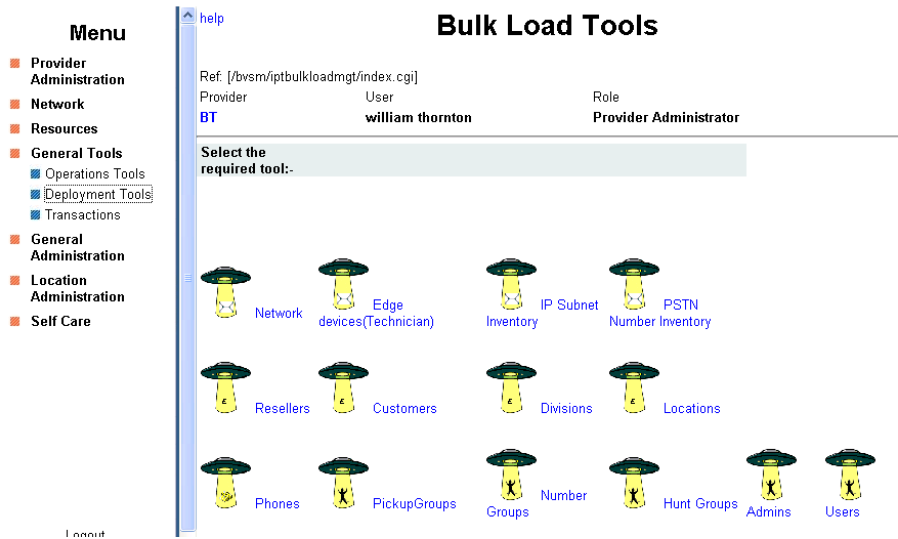 Menu
Provider
Administration
Network
Resources
General Tools
Operations Tools
Deployment Tools
Transactions
General
Administration
Location
Administration
Self Care
Logout
help
Bulk Load Tools
Ref: [/bvsm/iptbulkloadmgt/index.cgi]
Provider User Role
BT william thornton Provider Administrator
Select the
required tool:-
Network
Edge
devices(Technician)
IP Subnet
Inventory
PSTN
Number Inventory
Resellers
Customers
Divisions
Locations
Phones
PickupGroups
Number
Groups
Hunt Groups
Admins
Users